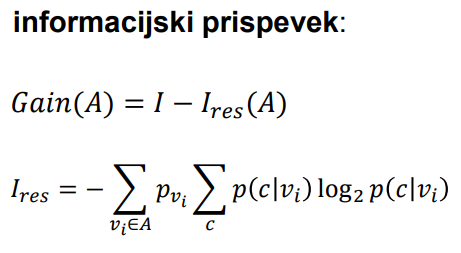 informacijski prispevek:
Gain(A) = I − I_res(A)
I_res = − ∑_{v_i∈A} p_{v_i} ∑_c p(c|v_i) log_2 p(c|v_i)